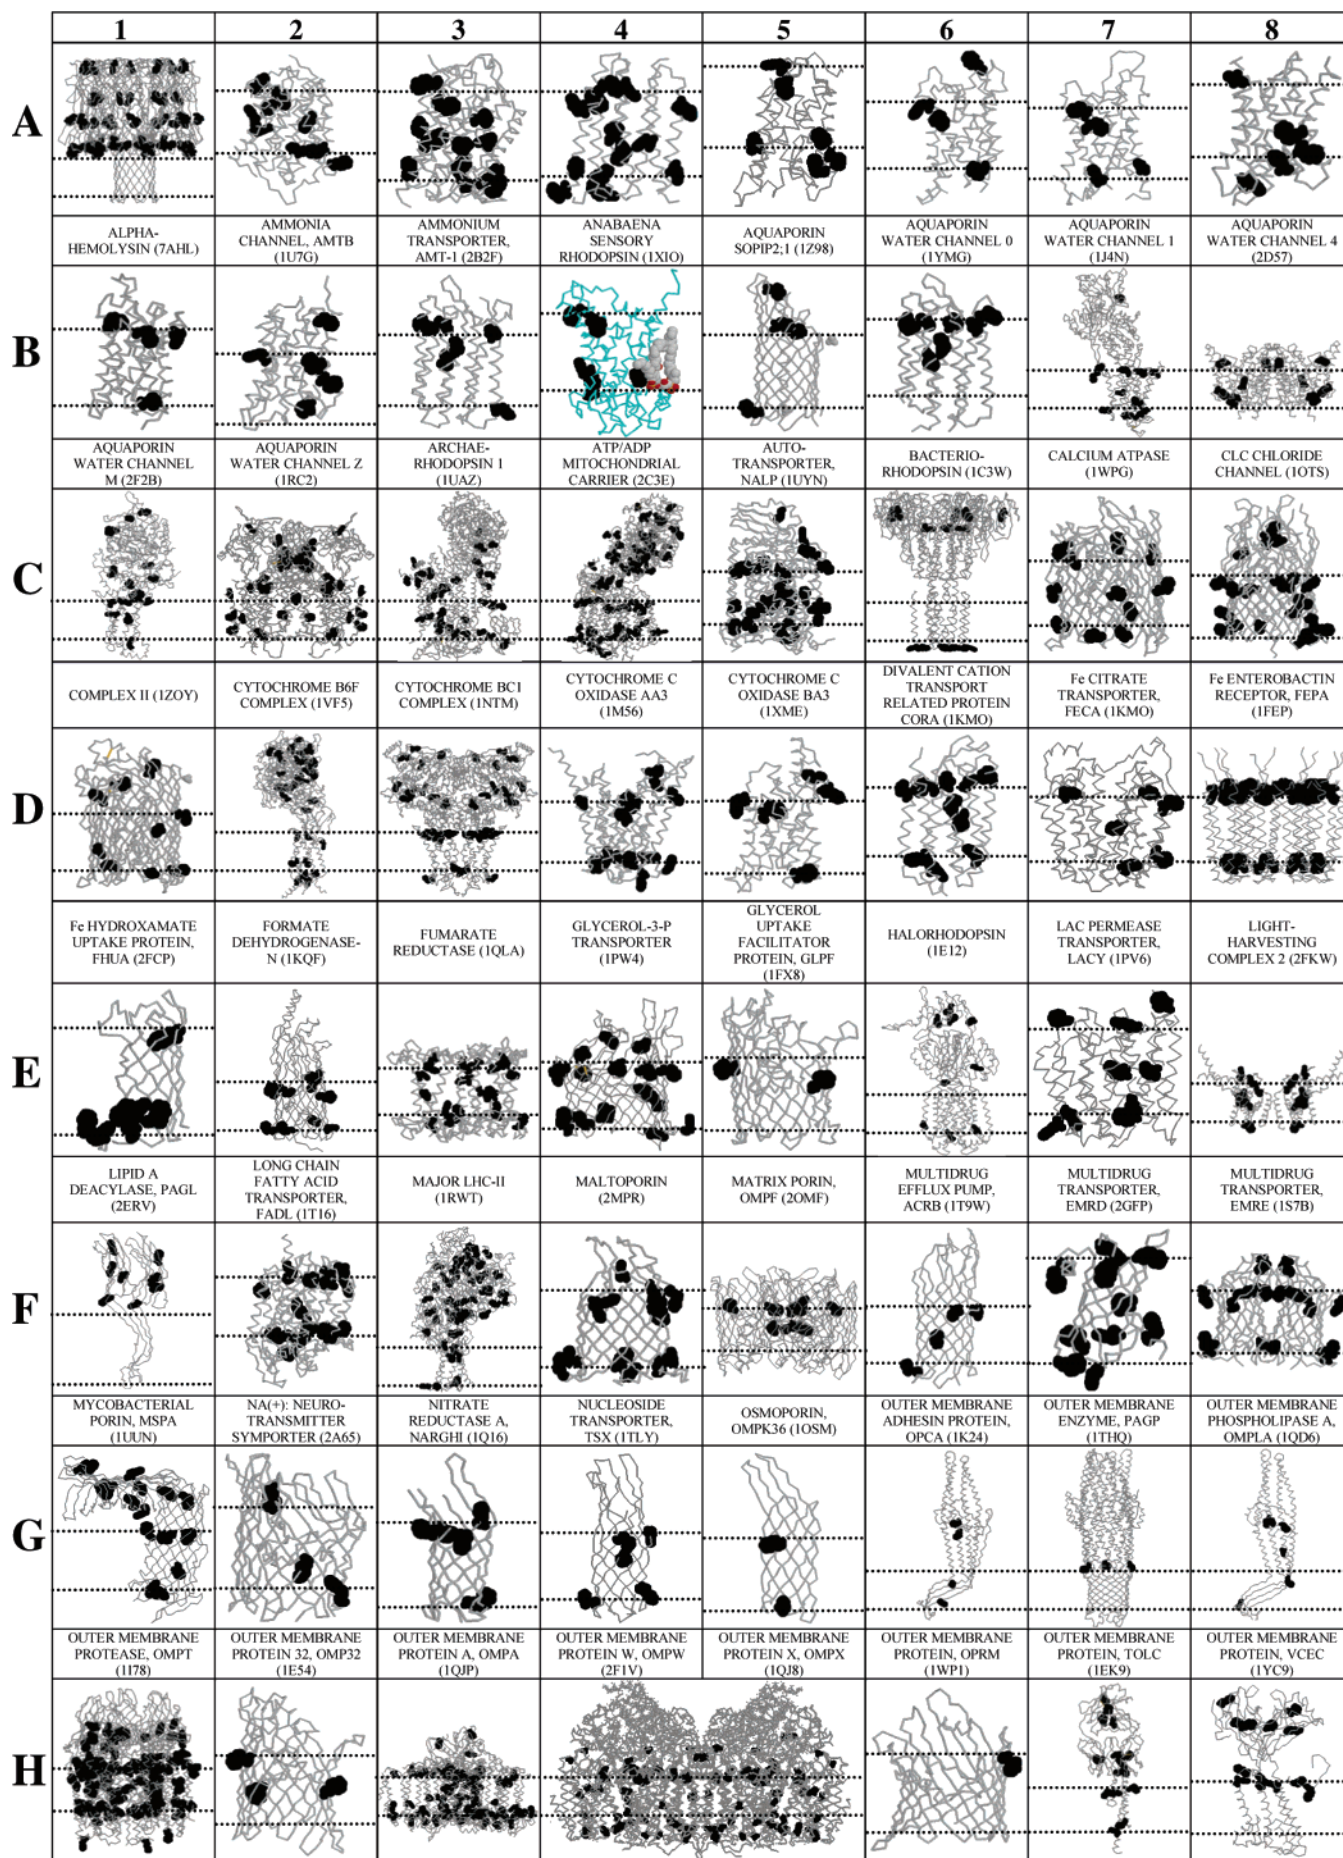 1 2 3 4 5 6 7 8
A
ALPHA-
HEMOLYSIN (7AHL)
AMMONIA
CHANNEL, AMTB
(1U7G)
AMMONIUM
TRANSPORTER,
AMT-1 (2B2F)
ANABAENA
SENSORY
RHODOPSIN (1XIO)
AQUAPORIN
SOPIP2;1 (1Z98)
AQUAPORIN
WATER CHANNEL 0
(1YMG)
AQUAPORIN
WATER CHANNEL 1
(1J4N)
AQUAPORIN
WATER CHANNEL 4
(2D57)
B
AQUAPORIN
WATER CHANNEL
M (2F2B)
AQUAPORIN
WATER CHANNEL Z
(1RC2)
ARCHAE-
RHODOPSIN 1
(1UAZ)
ATP/ADP
MITOCHONDRIAL
CARRIER (2C3E)
AUTO-
TRANSPORTER,
NALP (1UYN)
BACTERIO-
RHODOPSIN (1C3W)
CALCIUM ATPASE
(1WPG)
CLC CHLORIDE
CHANNEL (1OTS)
C
COMPLEX II (1ZOY)
CYTOCHROME B6F
COMPLEX (1VF5)
CYTOCHROME BC1
COMPLEX (1NTM)
CYTOCHROME C
OXIDASE AA3
(1M56)
CYTOCHROME C
OXIDASE BA3
(1XME)
DIVALENT CATION
TRANSPORT
RELATED PROTEIN
CORA (1KMO)
Fe CITRATE
TRANSPORTER,
FECA (1KMO)
Fe ENTEROBACTIN
RECEPTOR, FEPA
(1FEP)
D
Fe HYDROXAMATE
UPTAKE PROTEIN,
FHUA (2FCP)
FORMATE
DEHYDROGENASE-
N (1KQF)
FUMARATE
REDUCTASE (1QLA)
GLYCEROL-3-P
TRANSPORTER
(1PW4)
GLYCEROL
UPTAKE
FACILITATOR
PROTEIN, GLPF
(1FX8)
HALORHODOPSIN
(1E12)
LAC PERMEASE
TRANSPORTER,
LACY (1PV6)
LIGHT-
HARVESTING
COMPLEX 2 (2FKW)
E
LIPID A
DEACYLASE, PAGL
(2ERV)
LONG CHAIN
FATTY ACID
TRANSPORTER,
FADL (1T16)
MAJOR LHC-II
(1RWT)
MALTOPORIN
(2MPR)
MATRIX PORIN,
OMPF (2OMF)
MULTIDRUG
EFFLUX PUMP,
ACRB (1T9W)
MULTIDRUG
TRANSPORTER,
EMRD (2GFP)
MULTIDRUG
TRANSPORTER,
EMRE (1S7B)
F
MYCOBACTERIAL
PORIN, MSPA
(1UUN)
NA(+): NEURO-
TRANSMITTER
SYMPORTER (2A65)
NITRATE
REDUCTASE A,
NARGHI (1Q16)
NUCLEOSIDE
TRANSPORTER,
TSX (1TLY)
OSMOPORIN,
OMPK36 (1OSM)
OUTER MEMBRANE
ADHESIN PROTEIN,
OPCA (1K24)
OUTER MEMBRANE
ENZYME, PAGP
(1THQ)
OUTER MEMBRANE
PHOSPHOLIPASE A,
OMPLA (1QD6)
G
OUTER MEMBRANE
PROTEASE, OMPT
(1I78)
OUTER MEMBRANE
PROTEIN 32, OMP32
(1E54)
OUTER MEMBRANE
PROTEIN A, OMPA
(1QJP)
OUTER MEMBRANE
PROTEIN W, OMPW
(2F1V)
OUTER MEMBRANE
PROTEIN X, OMPX
(1QJ8)
OUTER MEMBRANE
PROTEIN, OPRM
(1WP1)
OUTER MEMBRANE
PROTEIN, TOLC
(1EK9)
OUTER MEMBRANE
PROTEIN, VCEC
(1YC9)
H